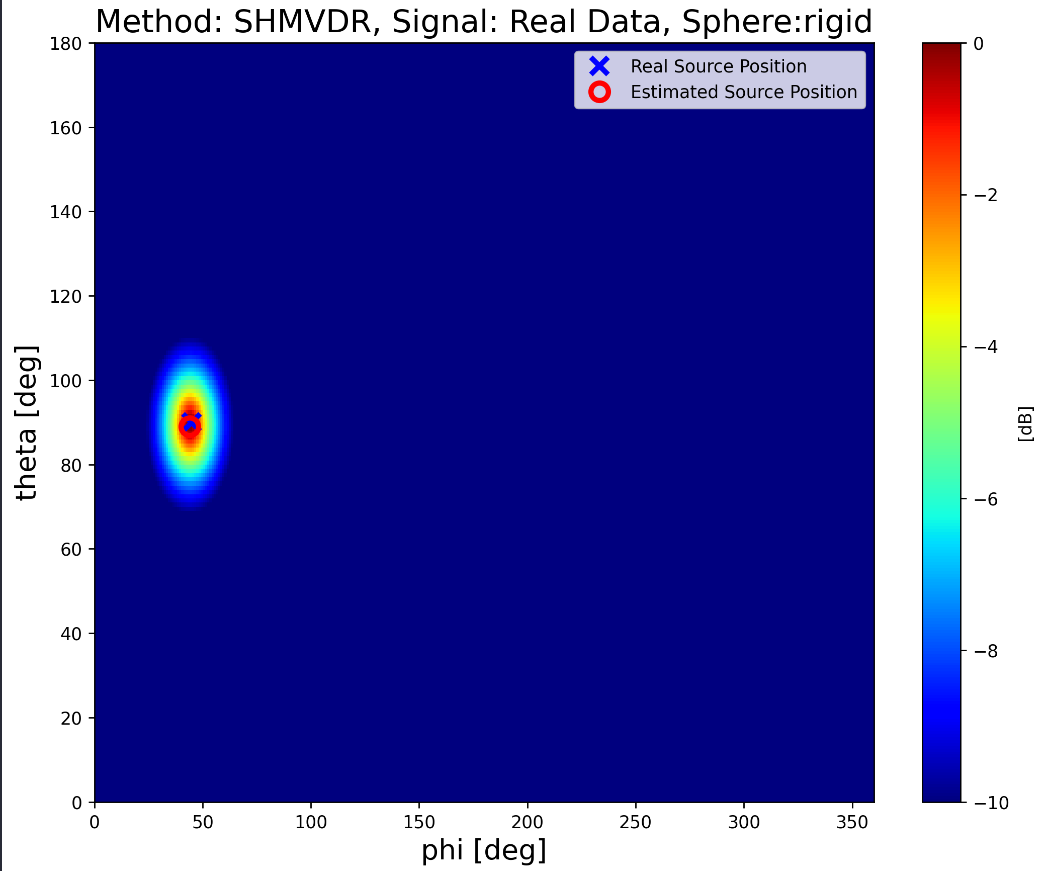 Method: SHMVDR, Signal: Real Data, Sphere:rigid
Real Source Position
Estimated Source Position
theta [deg]
180
160
140
120
100
80
60
40
20
0
0 50 100 150 200 250 300 350
phi [deg]
0
−2
−4
−6
−8
−10
[dB]